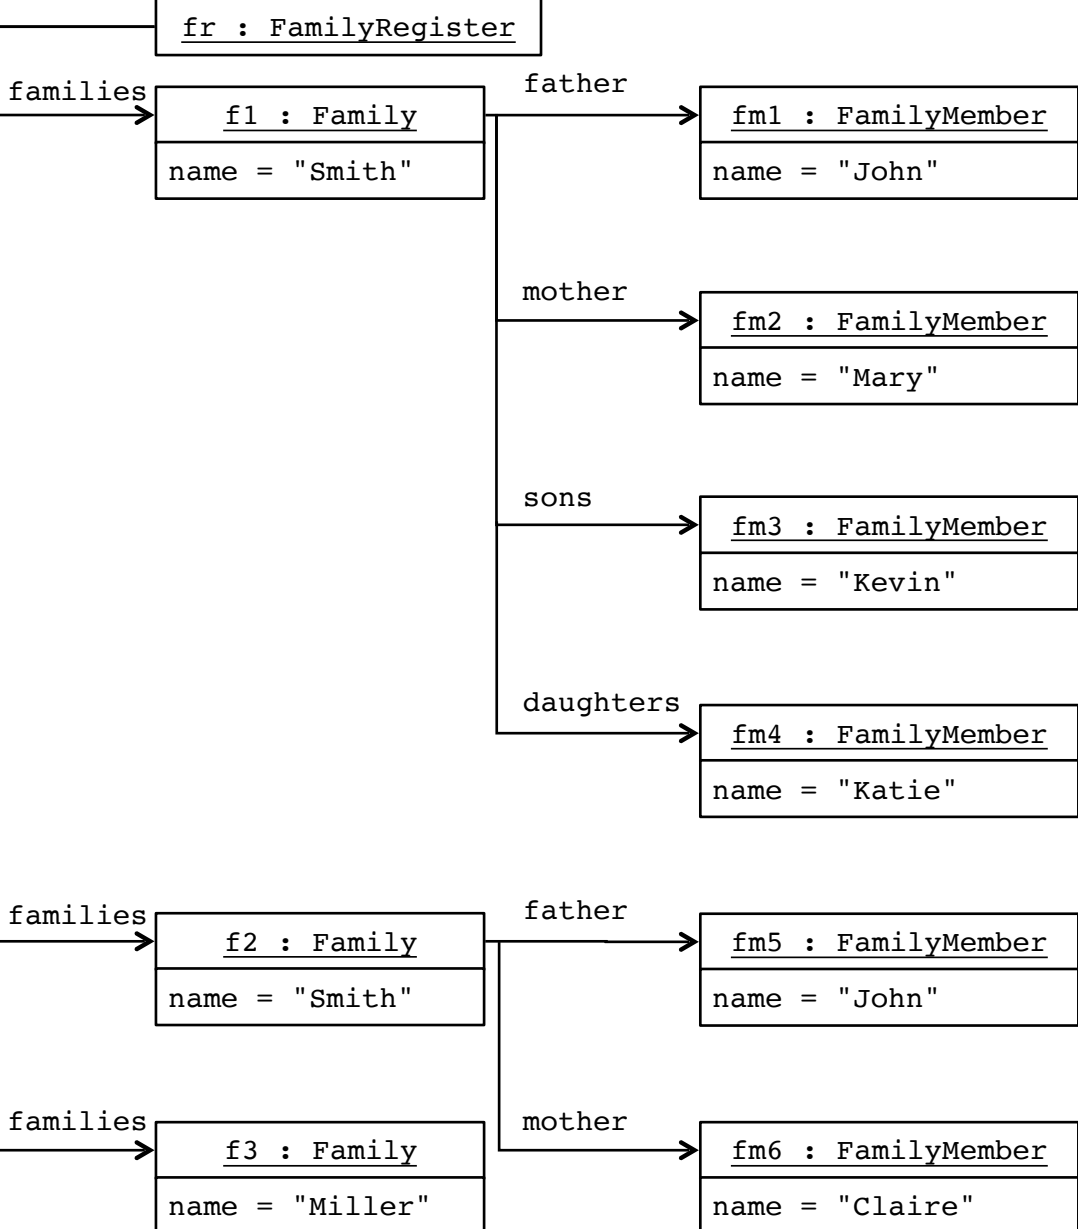 fr : FamilyRegister
families
f1 : Family
name = "Smith"
father
fm1 : FamilyMember
name = "John"
mother
fm2 : FamilyMember
name = "Mary"
sons
fm3 : FamilyMember
name = "Kevin"
daughters
fm4 : FamilyMember
name = "Katie"
families
f2 : Family
name = "Smith"
father
fm5 : FamilyMember
name = "John"
families
f3 : Family
name = "Miller"
mother
fm6 : FamilyMember
name = "Claire"